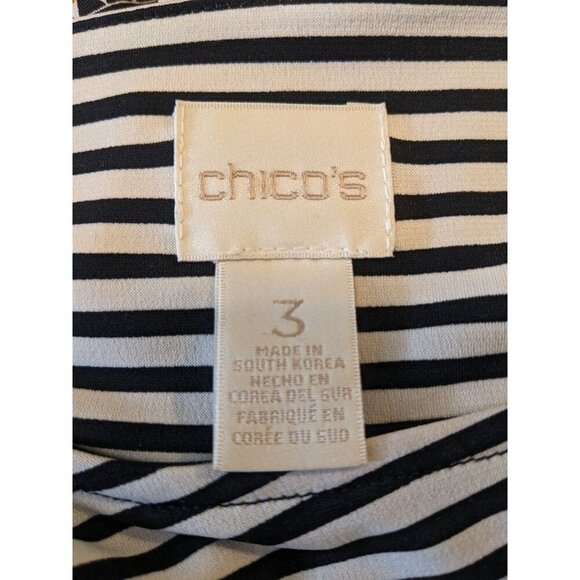 chico's
3
MADE IN
SOUTH KOREA
HECHO EN
COREA DEL SUR
FABRIQUÉ EN
CORÉE DU SUD